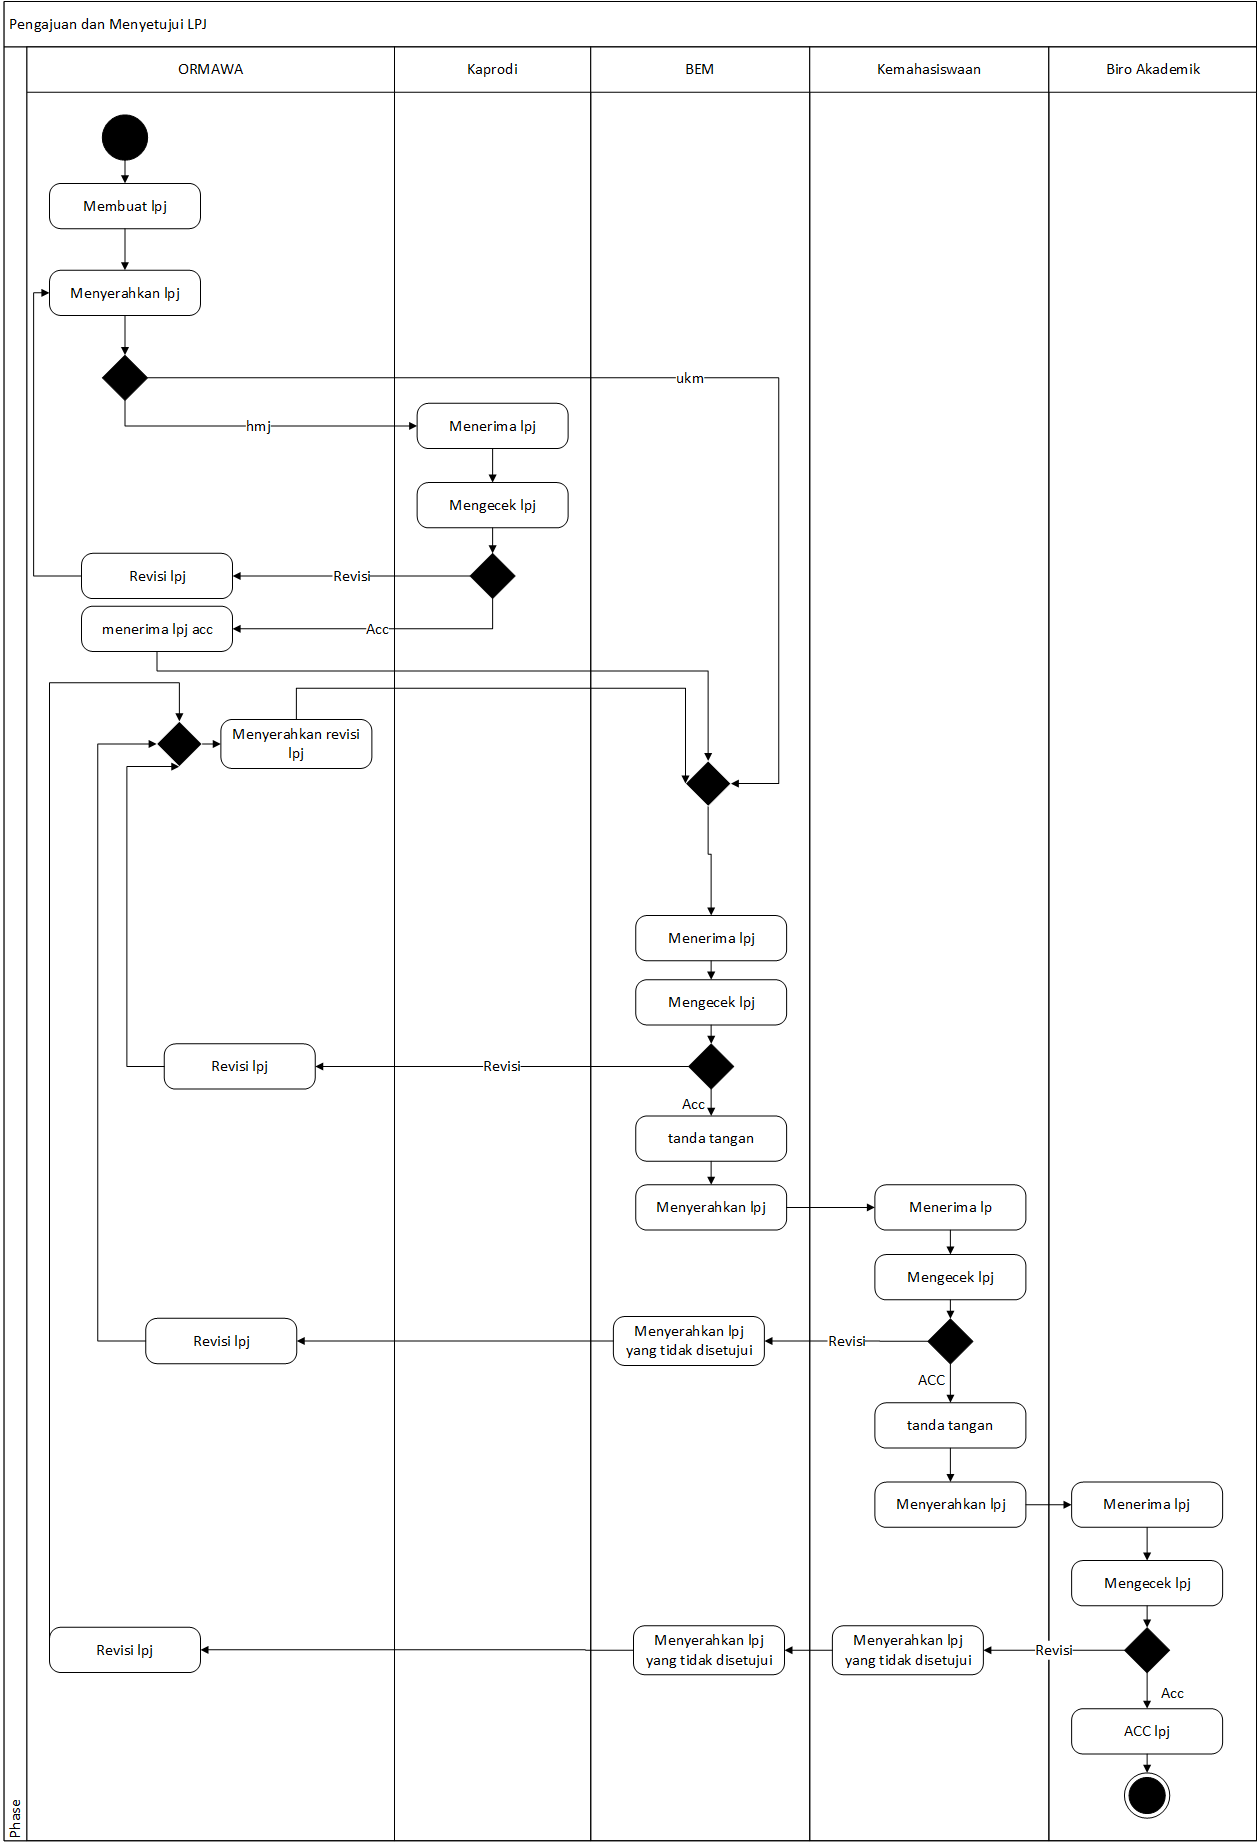 Pengajuan dan Menyetujui LPJ
ORMAWA
Kaprodi
BEM
Kemahasiswaan
Biro Akademik
Membuat lpj
Menyerahkan lpj
ukm
hmj
Menerima lpj
Mengecek lpj
Revisi lpj
Revisi
menerima lpj acc
Acc
Menyerahkan revisi
lpj
Menerima lpj
Mengecek lpj
Revisi lpj
Revisi
Acc
tanda tangan
Menyerahkan lpj
Menerima lp
Mengecek lpj
Revisi lpj
Menyerahkan lpj
yang tidak disetujui
Revisi
ACC
tanda tangan
Menyerahkan lpj
Menerima lpj
Mengecek lpj
Revisi lpj
Menyerahkan lpj
yang tidak disetujui
Menyerahkan lpj
yang tidak disetujui
Revisi
Acc
ACC lpj
Phase